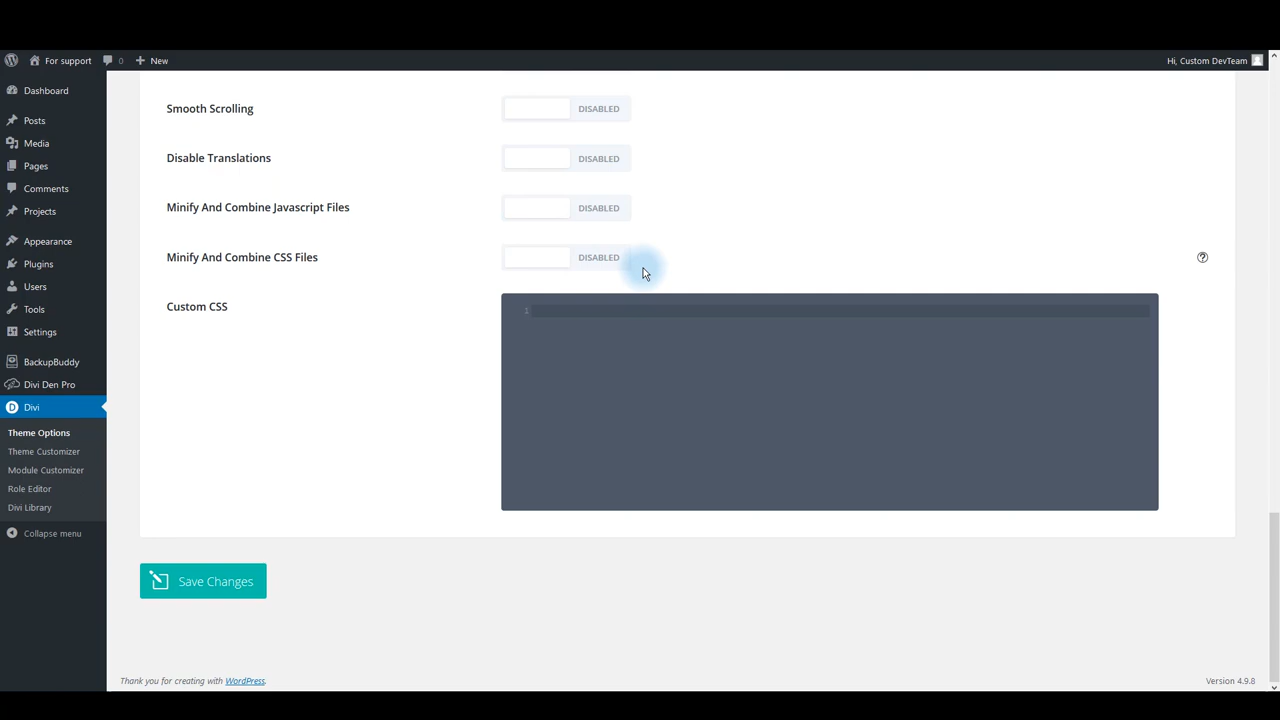 For support
0
New
Hi, Custom DevTeam
Dashboard
Posts
Media
Pages
Comments
Projects
Appearance
Plugins
Users
Tools
Settings
BackupBuddy
Divi Den Pro
D Divi
Theme Options
Theme Customizer
Module Customizer
Role Editor
Divi Library
Collapse menu
Smooth Scrolling
DISABLED
Disable Translations
DISABLED
Minify And Combine Javascript Files
DISABLED
Minify And Combine CSS Files
DISABLED
?
Custom CSS
1
Save Changes
Thank you for creating with WordPress.
Version 4.9.8